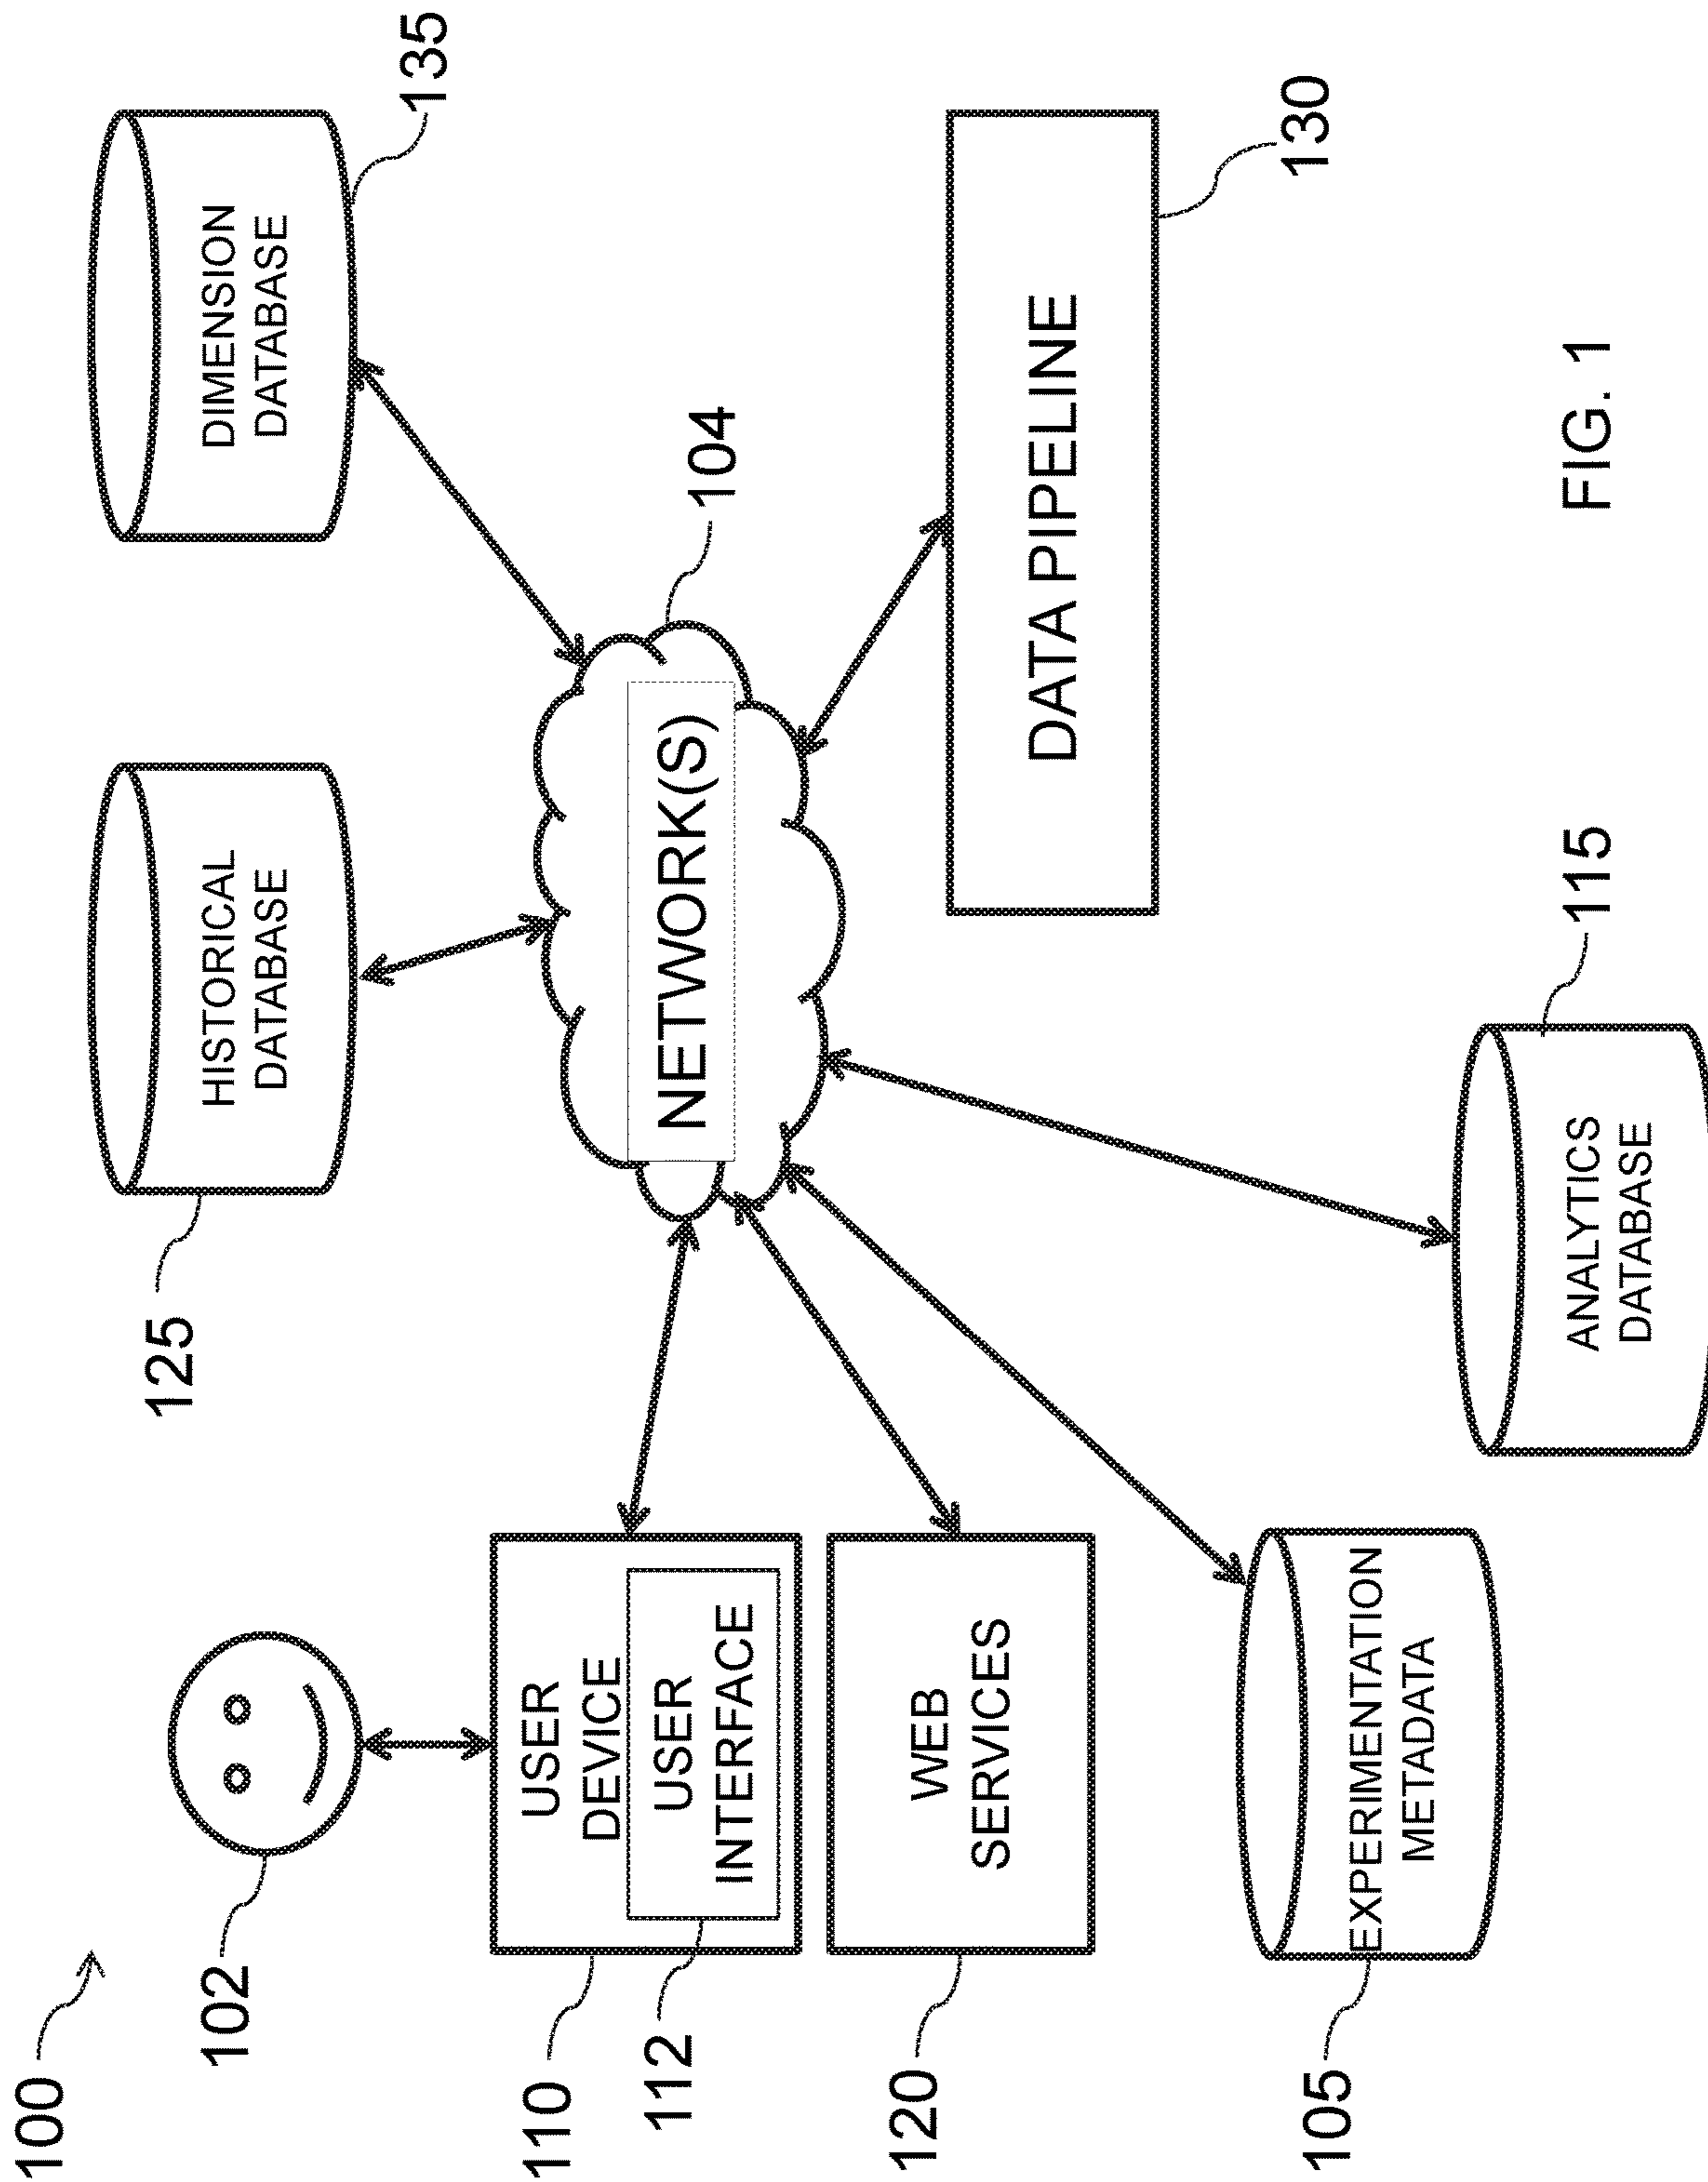 100
102
125
135
HISTORICAL
DATABASE
DIMENSION
DATABASE
110
USER
DEVICE
112
USER
INTERFACE
104
NETWORK(S)
120
WEB
SERVICES
DATA PIPELINE
130
105
EXPERIMENTATION
METADATA
115
ANALYTICS
DATABASE
FIG. 1